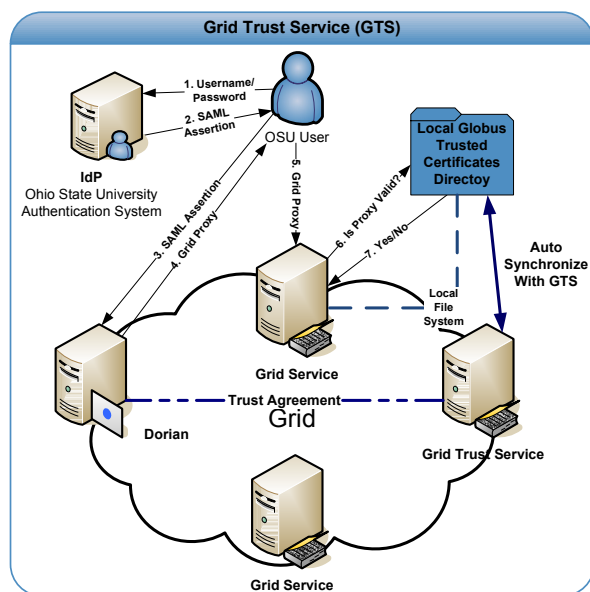 Grid Trust Service (GTS)
1. Username/
Password
2. SAML
Assertion
OSU User
IdP
Ohio State University
Authentication System
Local Globus
Trusted
Certificates
Directoy
3. SAML Assertion
4. Grid Proxy
5. Grid Proxy
6. Is Proxy Valid?
7. Yes/No
Auto
Synchronize
With GTS
Local
File
System
Grid Service
Trust Agreement
Grid
Dorian
Grid Trust Service
Grid Service